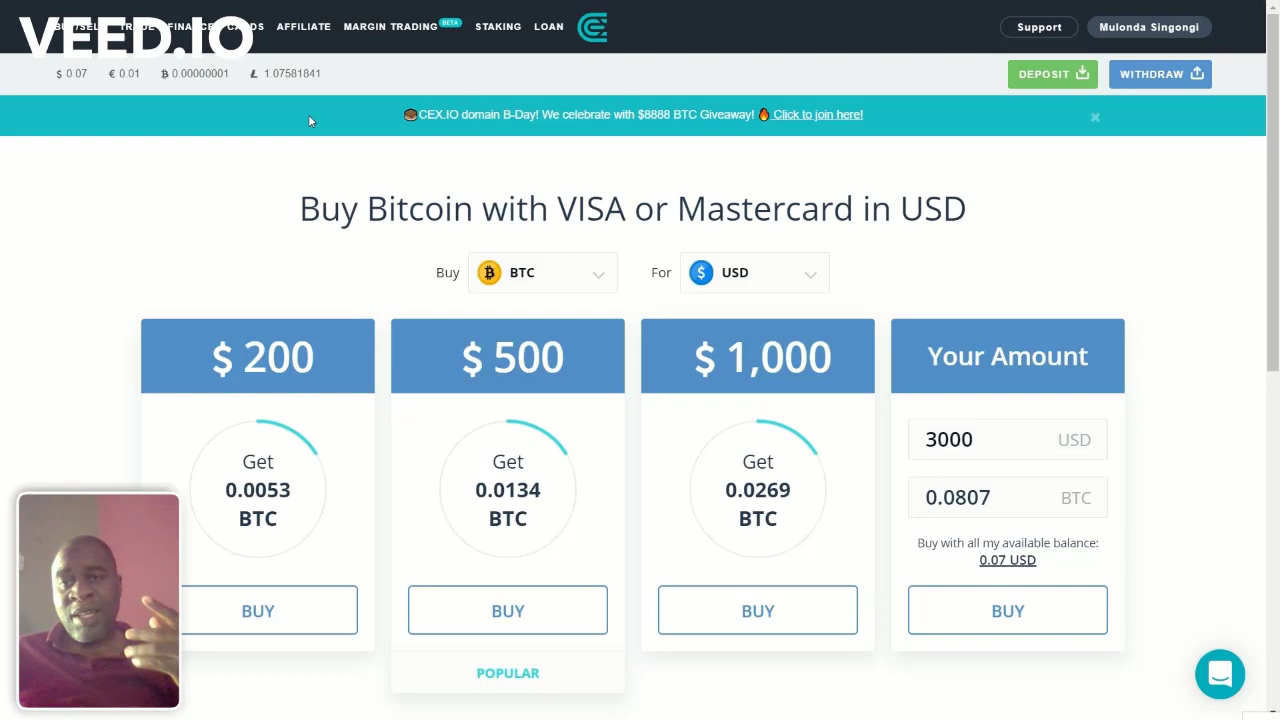 VEED.IO
AFFILIATE
MARGIN TRADING BETA
STAKING
LOAN
Support
Mulonda Singongi
$ 0.07
€ 0.01
₿ 0.00000001
Ł 1.07581841
DEPOSIT
WITHDRAW
CEX.IO domain B-Day! We celebrate with $8888 BTC Giveaway! Click to join here!
Buy Bitcoin with VISA or Mastercard in USD
Buy
BTC
For
$
USD
$ 200
Get
0.0053
BTC
BUY
$ 500
Get
0.0134
BTC
BUY
POPULAR
$ 1,000
Get
0.0269
BTC
BUY
Your Amount
3000 USD
0.0807 BTC
Buy with all my available balance:
0.07 USD
BUY